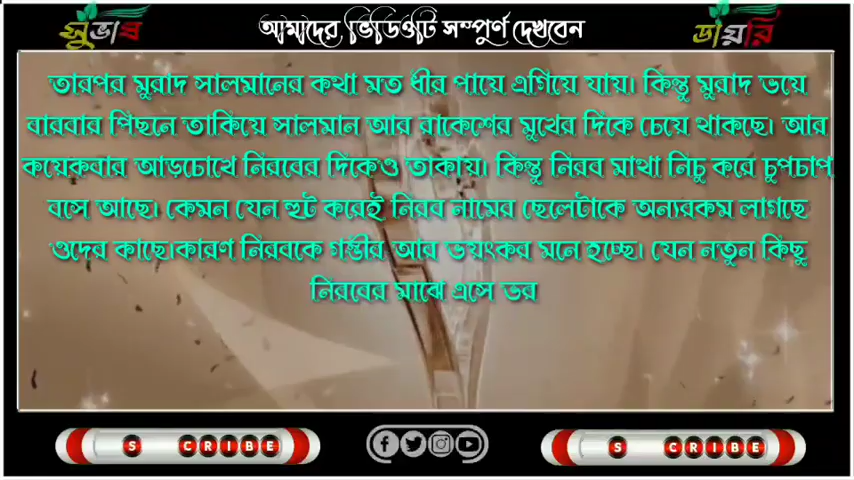 সুভাষ
আমাদের ভিডিওটি সম্পুর্ণ দেখবেন
ডায়রি
তারপর মুরাদ সালমানের কথা মত ধীর পায়ে এগিয়ে যায়। কিন্তু মুরাদ ভয়ে
বারবার পিছনে তাকিয়ে সালমান আর রাকেশের মুখের দিকে চেয়ে থাকছে। আর
কয়েকবার আড়চোখে নিরবের দিকেও তাকায়। কিন্তু নিরব মাথা নিচু করে চুপচাপ
বসে আছে। কেমন যেন হুট করেই নিরব নামের ছেলেটাকে অন্যরকম লাগছে
ওদের কাছে।কারণ নিরবকে গম্ভীর আর ভয়ংকর মনে হচ্ছে। যেন নতুন কিছু
নিরবের মাঝে এসে ভর
S CRIBE
S CRIBE